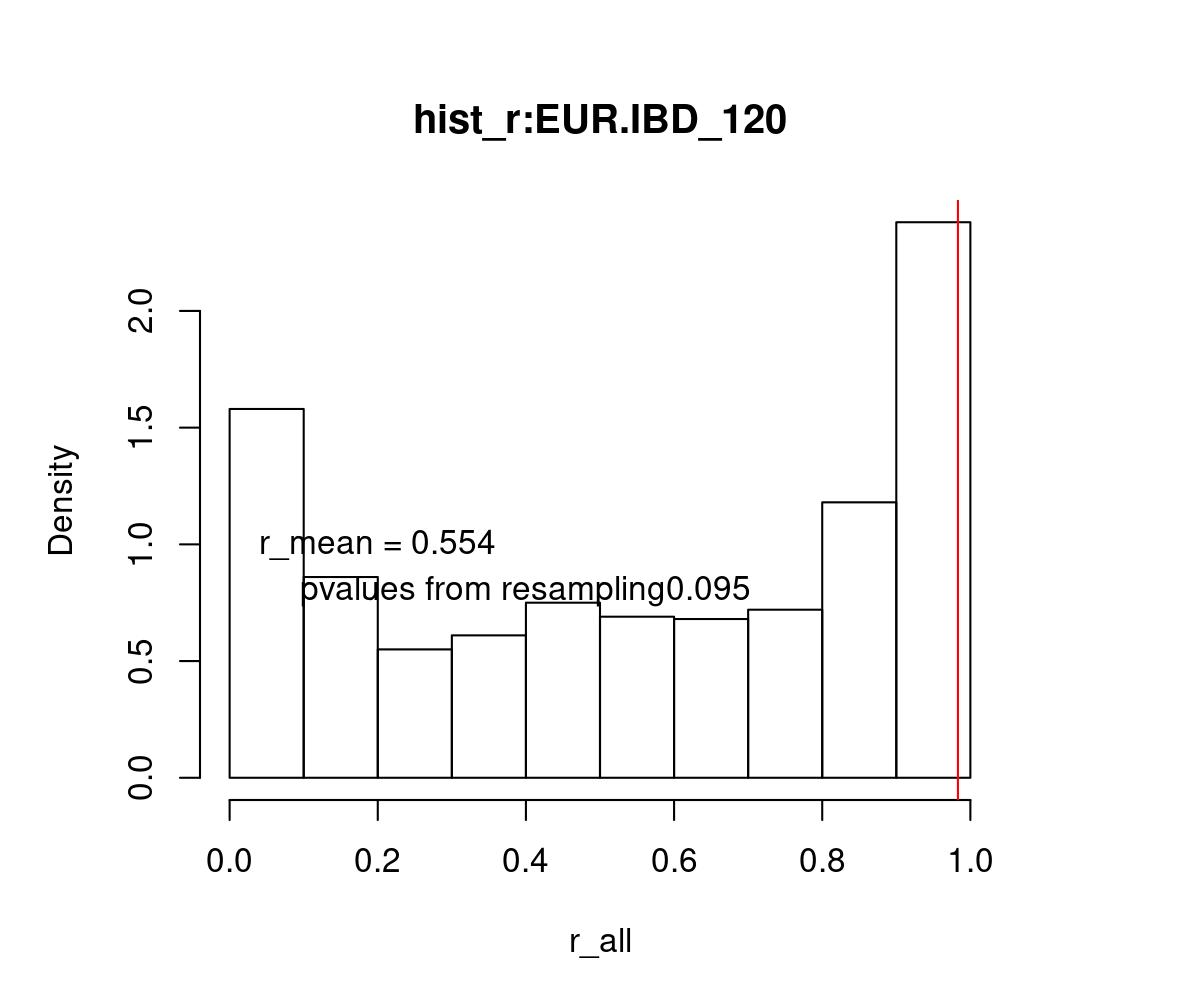 hist_r:EUR.IBD_120
2.0
1.5
1.0
0.5
0.0
Density
r_mean = 0.554
pvalues from resampling0.095
0.0 0.2 0.4 0.6 0.8 1.0
r_all